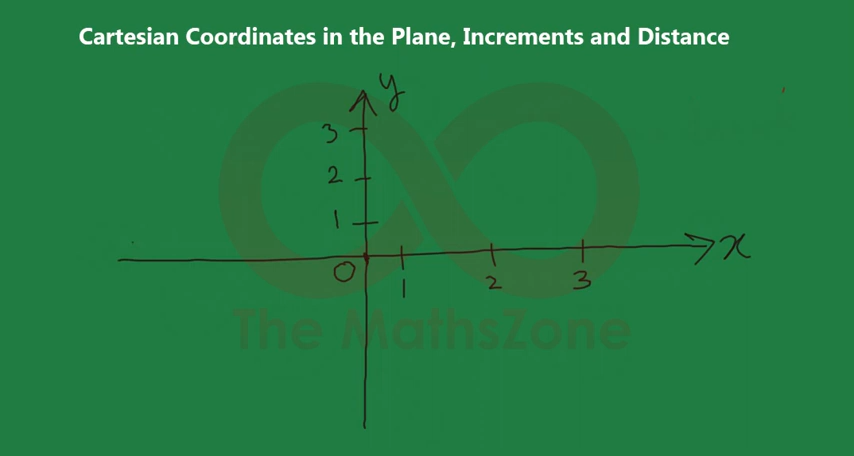 Cartesian Coordinates in the Plane, Increments and Distance
y
3
2
1
x
O
1 2 3
The MathsZone